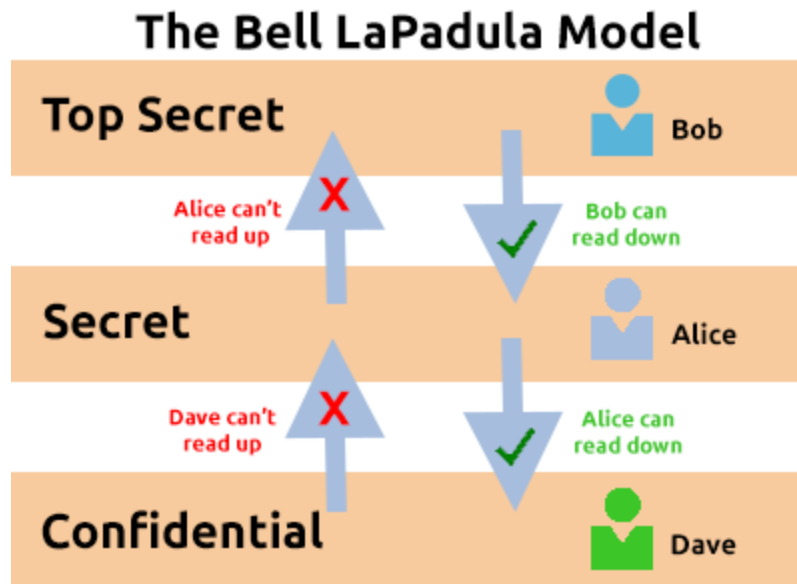 The Bell LaPadula Model
Top Secret
Bob
Alice can't
read up
X
Bob can
read down
Secret
Alice
Dave can't
read up
X
Alice can
read down
Confidential
Dave